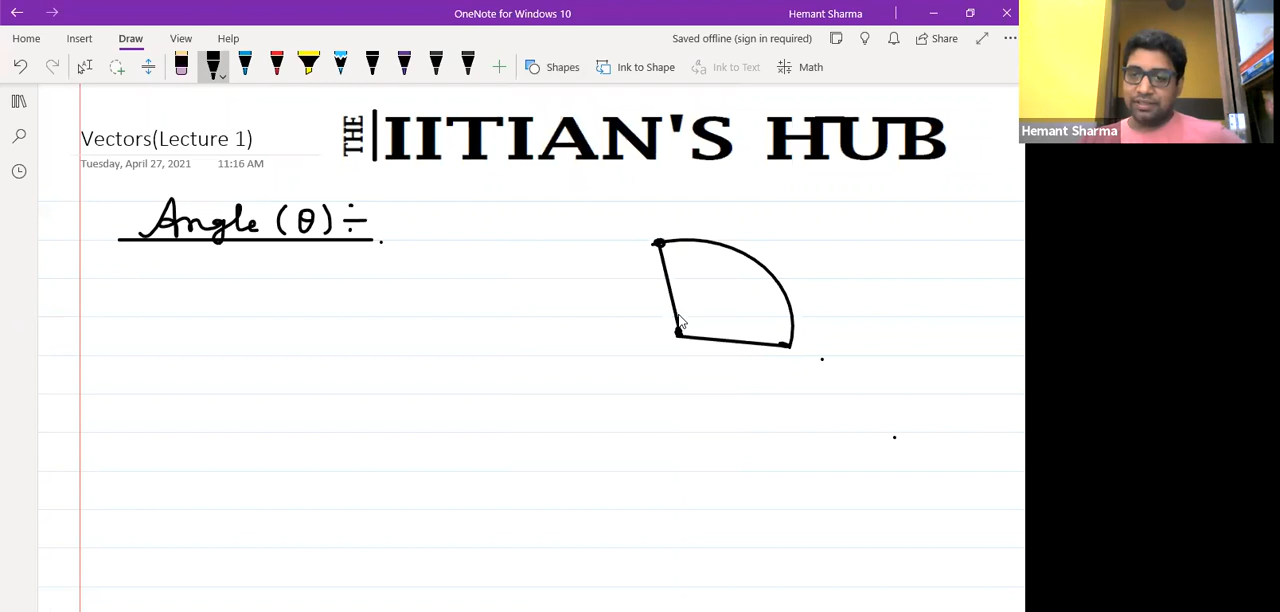 OneNote for Windows 10
Hemant Sharma
Home Insert Draw View Help
Saved offline (sign in required)
Share
Shapes
Ink to Shape
Ink to Text
Math
Hemant Sharma
THE IITIAN'S HUB
Vectors(Lecture 1)
Tuesday, April 27, 2021 11:16 AM
Angle (θ) ÷